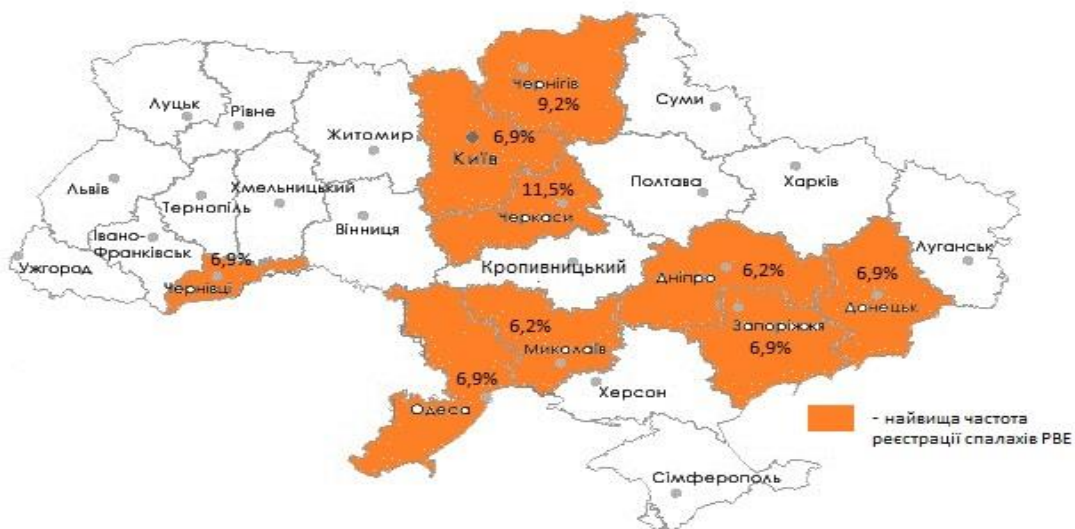 Чернігів
9,2%
Суми
Луцьк
Рівне
Житомир
6,9%
Київ
Львів
Тернопіль
Хмельницький
11,5%
Черкаси
Полтава
Харків
Вінниця
Івано-
Франківськ
Ужгород
6,9%
Чернівці
Кропивницький
Дніпро
6,2%
6,9%
Донецьк
Луганськ
Запоріжжя
6,9%
6,2%
Миколаїв
6,9%
Одеса
Херсон
- найвища частота
реєстрації спалахів РВЕ
Сімферополь